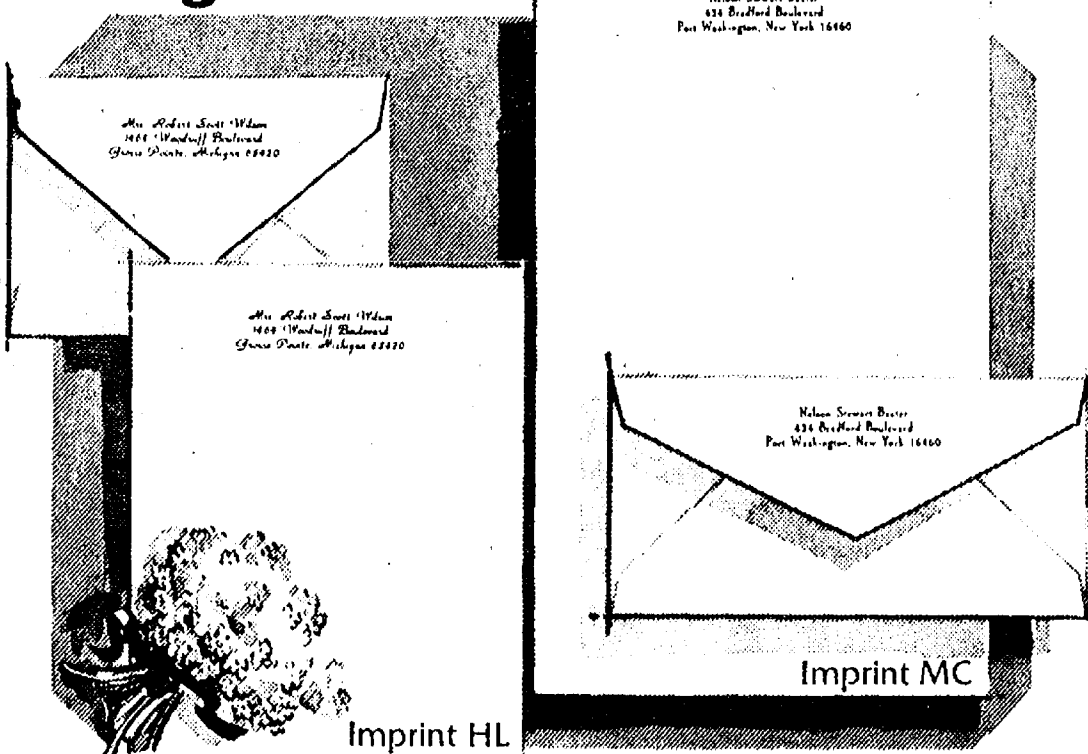 Mrs. Robert Scott Wilson
1464 Woodruff Boulevard
Grosse Pointe, Michigan 63420
Mrs. Robert Scott Wilson
1464 Woodruff Boulevard
Grosse Pointe, Michigan 63420
Imprint HL
434 Bradford Boulevard
Port Washington, New York 16460
Nelson Stewart Baxter
434 Bradford Boulevard
Port Washington, New York 16460
Imprint MC